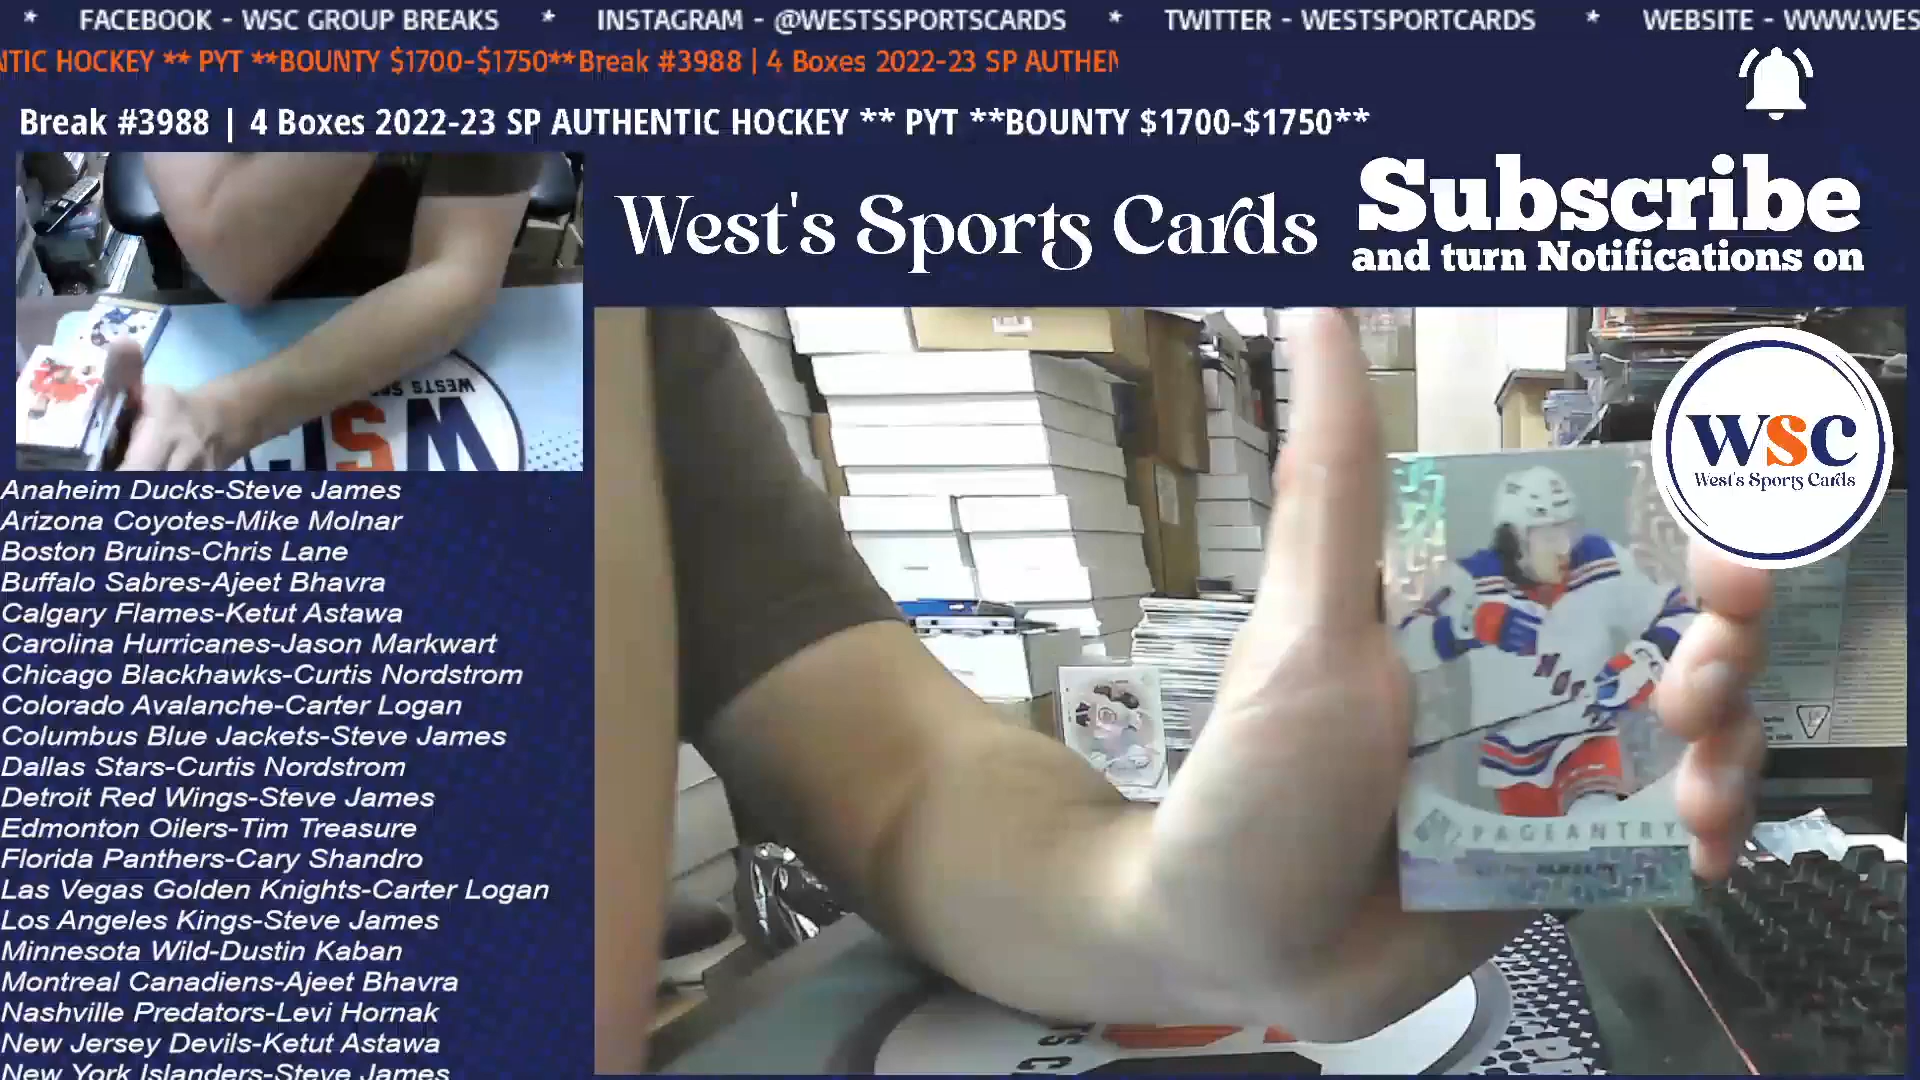 * FACEBOOK - WSC GROUP BREAKS * INSTAGRAM - @WESTSSPORTSCARDS * TWITTER - WESTSPORTCARDS * WEBSITE - WWW.WES
NTIC HOCKEY ** PYT **BOUNTY $1700-$1750**Break #3988 | 4 Boxes 2022-23 SP AUTHEN
Break #3988 | 4 Boxes 2022-23 SP AUTHENTIC HOCKEY ** PYT **BOUNTY $1700-$1750**
West's Sports Cards
Subscribe
and turn Notifications on
WSC
West's Sports Cards
WESTS
WSC
Anaheim Ducks-Steve James
Arizona Coyotes-Mike Molnar
Boston Bruins-Chris Lane
Buffalo Sabres-Ajeet Bhavra
Calgary Flames-Ketut Astawa
Carolina Hurricanes-Jason Markwart
Chicago Blackhawks-Curtis Nordstrom
Colorado Avalanche-Carter Logan
Columbus Blue Jackets-Steve James
Dallas Stars-Curtis Nordstrom
Detroit Red Wings-Steve James
Edmonton Oilers-Tim Treasure
Florida Panthers-Cary Shandro
Las Vegas Golden Knights-Carter Logan
Los Angeles Kings-Steve James
Minnesota Wild-Dustin Kaban
Montreal Canadiens-Ajeet Bhavra
Nashville Predators-Levi Hornak
New Jersey Devils-Ketut Astawa
New York Islanders-Steve James
PAGEANTRY